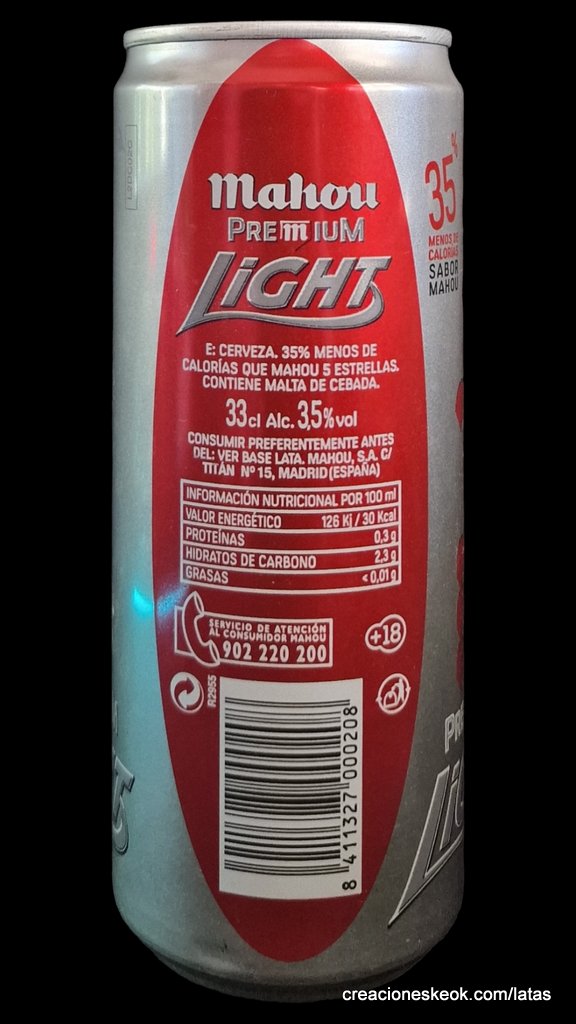 Mahou
PREMIUM
LiGHT
E: CERVEZA. 35% MENOS DE
CALORÍAS QUE MAHOU 5 ESTRELLAS.
CONTIENE MALTA DE CEBADA.
33cl Alc. 3,5%vol
CONSUMIR PREFERENTEMENTE ANTES
DEL: VER BASE LATA. MAHOU, S.A. C/
TITÁN Nº 15, MADRID (ESPAÑA)
INFORMACIÓN NUTRICIONAL POR 100 ml
VALOR ENERGÉTICO 126 Kj / 30 Kcal
PROTEÍNAS 0,3 g
HIDRATOS DE CARBONO 2,3 g
GRASAS < 0,01 g
SERVICIO DE ATENCIÓN
AL CONSUMIDOR MAHOU
902 220 200
+18
R2955
8 411327 000208
35%
MENOS DE
CALORÍAS
SABOR
MAHOU
creacioneskeok.com/latas